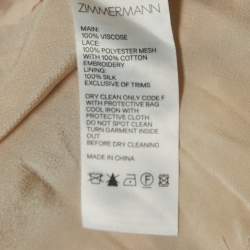 ZIMMERMANN
MAIN:
100% VISCOSE
LACE:
100% POLYESTER MESH
WITH 100% COTTON
EMBROIDERY
LINING:
100% SILK
EXCLUSIVE OF TRIMS
DRY CLEAN ONLY CODE F
WITH PROTECTIVE BAG
COOL IRON WITH
PROTECTIVE CLOTH
DO NOT SPOT CLEAN
TURN GARMENT INSIDE
OUT
BEFORE DRY CLEANING
MADE IN CHINA